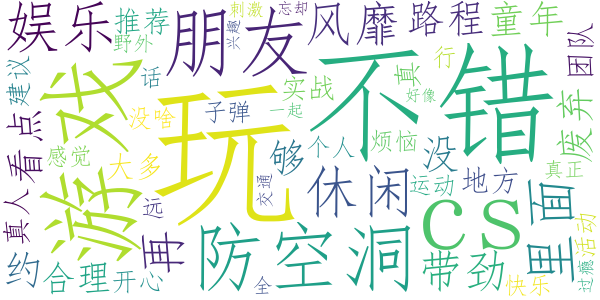 娱乐
推荐
野外
朋友
刺激
兴趣
忘却
风靡
路程
童年
建议
看点
真人
游戏
话
没啥
感觉
大多
玩
子弹
实战
一起
够
个人
不错
真
行
好像
烦恼
没
废弃
团队
真正
约
合理
开心
再
远
交通
全
防空洞
休闲
运动
地方
带劲
cs
里面
活动
快乐
过瘾